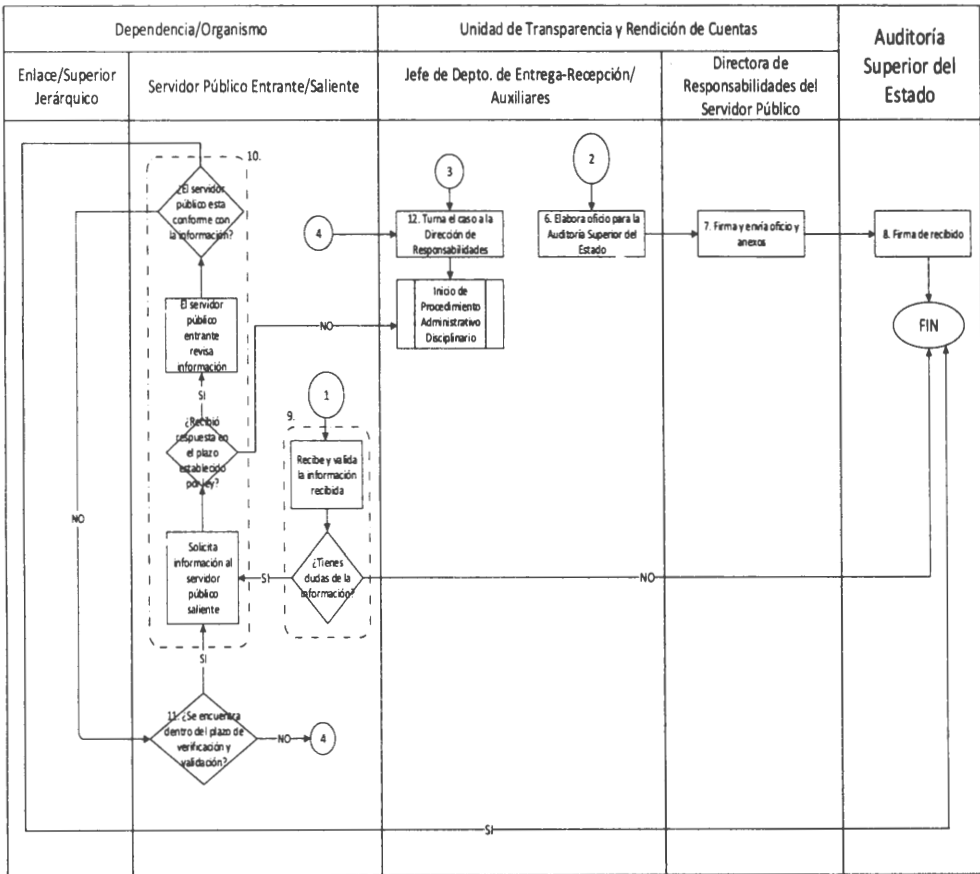 Dependencia/Organismo
Unidad de Transparencia y Rendición de Cuentas
Auditoría
Superior del
Estado
Enlace/Superior
Jerárquico
Servidor Público Entrante/Saliente
Jefe de Depto. de Entrega-Recepción/
Auxiliares
Directora de
Responsabilidades del
Servidor Público
10.
¿El servidor
público esta
conforme con
la información?
3
2
4
12. Turna el caso a la
Dirección de
Responsabilidades
6. Elabora oficio para la
Auditoría Superior del
Estado
7. Firma y envía oficio y
anexos
8. Firma de recibido
Inicio de
Procedimiento
Administrativo
Disciplinario
El servidor
público
entrante
revisa
información
NO
FIN
SI
1
9.
¿Recibió
respuesta en
el plazo
establecido
por ley?
Recibe y valida
la información
recibida
NO
Solicita
información al
servidor
público
saliente
SI
¿Tienes
dudas de la
información?
NO
SI
11. ¿Se encuentra
dentro del plazo de
verificación y
validación?
NO
4
SI